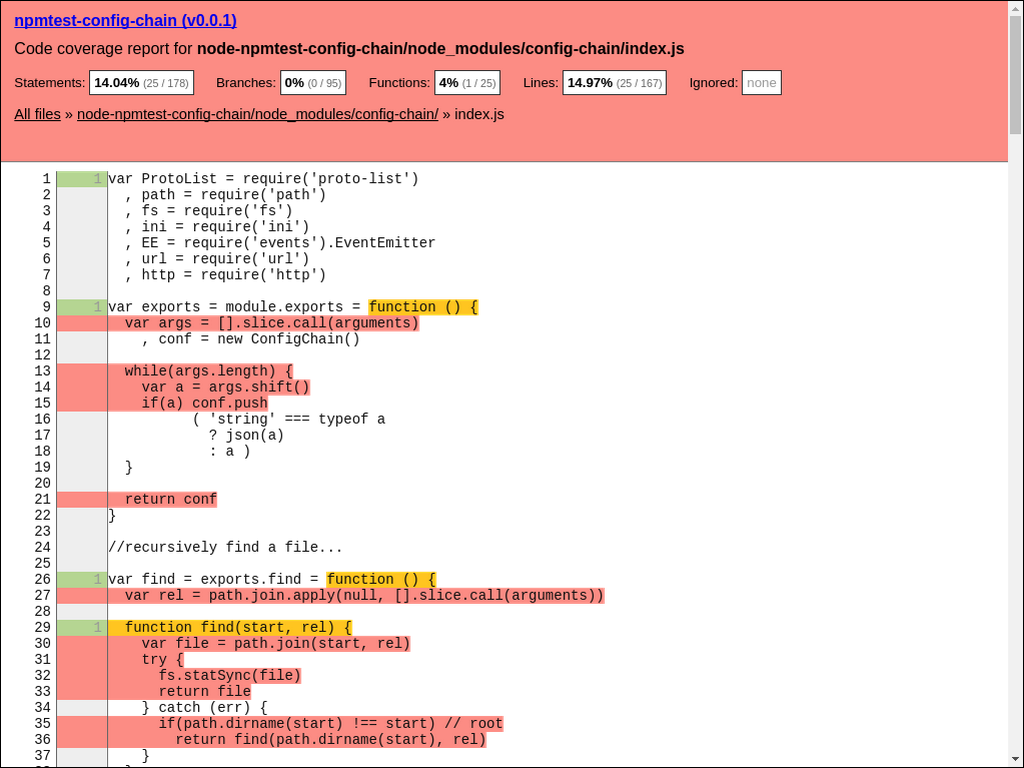 npmtest-config-chain (v0.0.1)
Code coverage report for node-npmtest-config-chain/node_modules/config-chain/index.js
Statements: 14.04% (25 / 178) Branches: 0% (0 / 95) Functions: 4% (1 / 25) Lines: 14.97% (25 / 167) Ignored: none
All files » node-npmtest-config-chain/node_modules/config-chain/ » index.js
1 1 var ProtoList = require('proto-list')
2 , path = require('path')
3 , fs = require('fs')
4 , ini = require('ini')
5 , EE = require('events').EventEmitter
6 , url = require('url')
7 , http = require('http')
8
9 1 var exports = module.exports = function () {
10 var args = [].slice.call(arguments)
11 , conf = new ConfigChain()
12
13 while(args.length) {
14 var a = args.shift()
15 if(a) conf.push
16 ( 'string' === typeof a
17 ? json(a)
18 : a )
19 }
20
21 return conf
22 }
23
24 //recursively find a file...
25
26 1 var find = exports.find = function () {
27 var rel = path.join.apply(null, [].slice.call(arguments))
28
29 1 function find(start, rel) {
30 var file = path.join(start, rel)
31 try {
32 fs.statSync(file)
33 return file
34 } catch (err) {
35 if(path.dirname(start) !== start) // root
36 return find(path.dirname(start), rel)
37 }